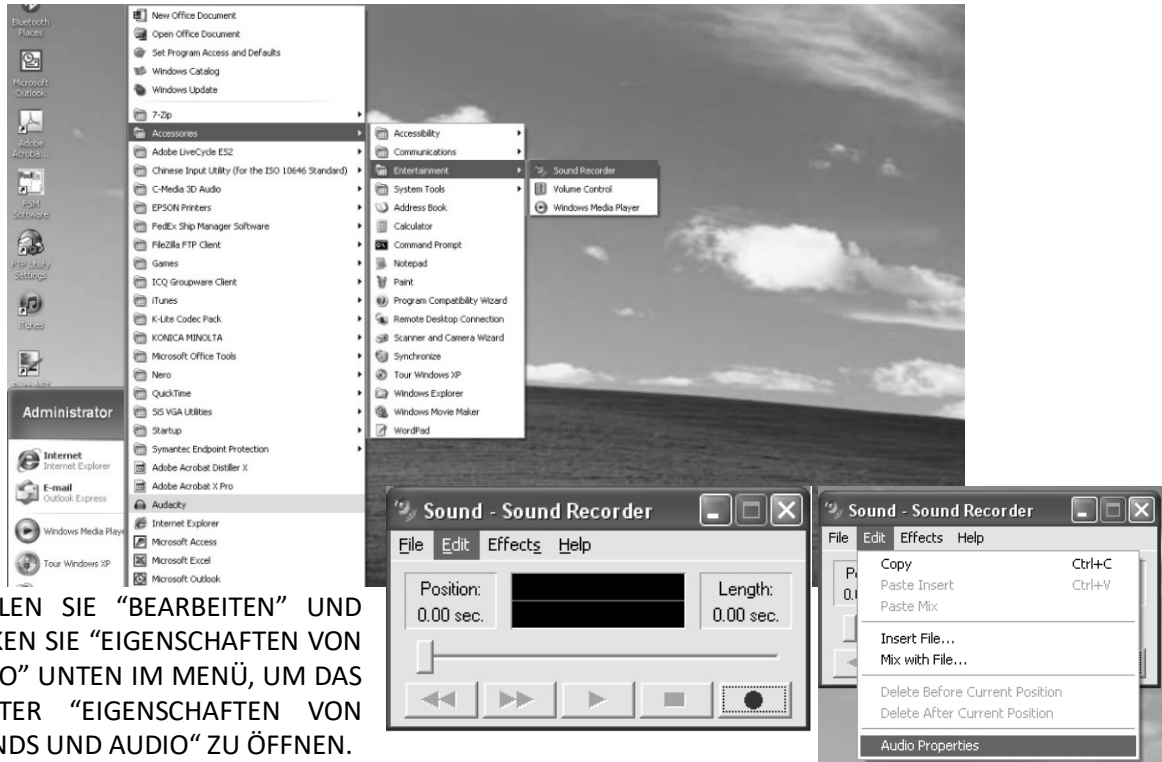 Bluetooth
Places
Microsoft
Outlook
Adobe
Acroba...
FedEx
Software
FTP Utility
Settings
iTunes
Administrator
Internet
Internet Explorer
E-mail
Outlook Express
Windows Media Playe
Tour Windows XP
New Office Document
Open Office Document
Set Program Access and Defaults
Windows Catalog
Windows Update
7-Zip
Accessories
Adobe LiveCycle ES2
Chinese Input Utility (for the ISO 10646 Standard)
C-Media 3D Audio
EPSON Printers
FedEx Ship Manager Software
FileZilla FTP Client
Games
ICQ Groupware Client
iTunes
K-Lite Codec Pack
KONICA MINOLTA
Microsoft Office Tools
Nero
QuickTime
SiS VGA Utilities
Startup
Symantec Endpoint Protection
Adobe Acrobat Distiller X
Adobe Acrobat X Pro
Audacity
Internet Explorer
Microsoft Access
Microsoft Excel
Microsoft Outlook
Accessibility
Communications
Entertainment
System Tools
Address Book
Calculator
Command Prompt
Notepad
Paint
Program Compatibility Wizard
Remote Desktop Connection
Scanner and Camera Wizard
Synchronize
Tour Windows XP
Windows Explorer
Windows Movie Maker
WordPad
Sound Recorder
Volume Control
Windows Media Player
LEN SIE “BEARBEITEN” UND
KEN SIE “EIGENSCHAFTEN VON
O” UNTEN IM MENÜ, UM DAS
TER “EIGENSCHAFTEN VON
NDS UND AUDIO“ ZU ÖFFNEN.
Sound - Sound Recorder
File Edit Effects Help
Position:
0.00 sec.
Length:
0.00 sec.
Sound - Sound Recorder
File Edit Effects Help
Copy Ctrl+C
Paste Insert Ctrl+V
Paste Mix
Insert File...
Mix with File...
Delete Before Current Position
Delete After Current Position
Audio Properties